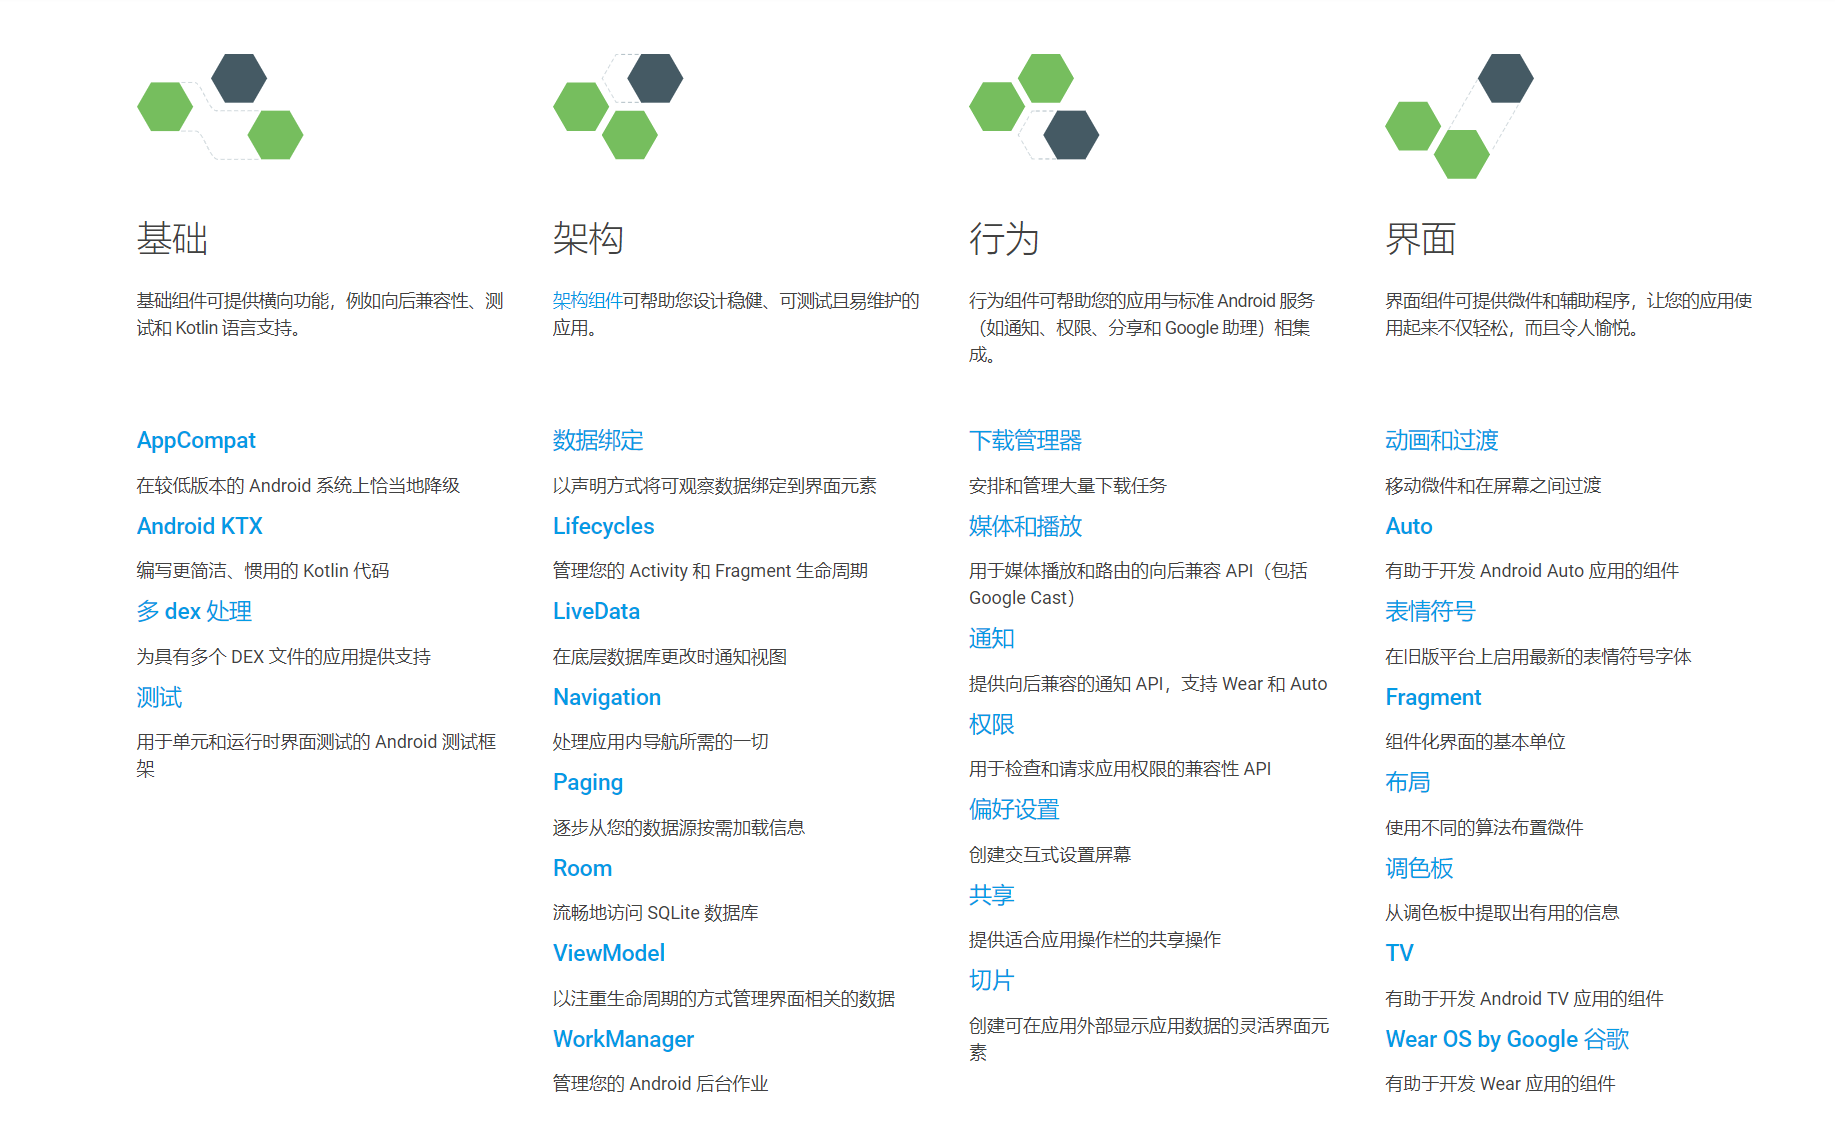 基础
基础组件可提供横向功能，例如向后兼容性、测
试和 Kotlin 语言支持。
AppCompat
在较低版本的 Android 系统上恰当地降级
Android KTX
编写更简洁、惯用的 Kotlin 代码
多 dex 处理
为具有多个 DEX 文件的应用提供支持
测试
用于单元和运行时界面测试的 Android 测试框
架
架构
架构组件可帮助您设计稳健、可测试且易维护的
应用。
数据绑定
以声明方式将可观察数据绑定到界面元素
Lifecycles
管理您的 Activity 和 Fragment 生命周期
LiveData
在底层数据库更改时通知视图
Navigation
处理应用内导航所需的一切
Paging
逐步从您的数据源按需加载信息
Room
流畅地访问 SQLite 数据库
ViewModel
以注重生命周期的方式管理界面相关的数据
WorkManager
管理您的 Android 后台作业
行为
行为组件可帮助您的应用与标准 Android 服务
（如通知、权限、分享和 Google 助理）相集
成。
下载管理器
安排和管理大量下载任务
媒体和播放
用于媒体播放和路由的向后兼容 API（包括
Google Cast）
通知
提供向后兼容的通知 API，支持 Wear 和 Auto
权限
用于检查和请求应用权限的兼容性 API
偏好设置
创建交互式设置屏幕
共享
提供适合应用操作栏的共享操作
切片
创建可在应用外部显示应用数据的灵活界面元
素
界面
界面组件可提供微件和辅助程序，让您的应用使
用起来不仅轻松，而且令人愉悦。
动画和过渡
移动微件和在屏幕之间过渡
Auto
有助于开发 Android Auto 应用的组件
表情符号
在旧版平台上启用最新的表情符号字体
Fragment
组件化界面的基本单位
布局
使用不同的算法布置微件
调色板
从调色板中提取出有用的信息
TV
有助于开发 Android TV 应用的组件
Wear OS by Google 谷歌
有助于开发 Wear 应用的组件